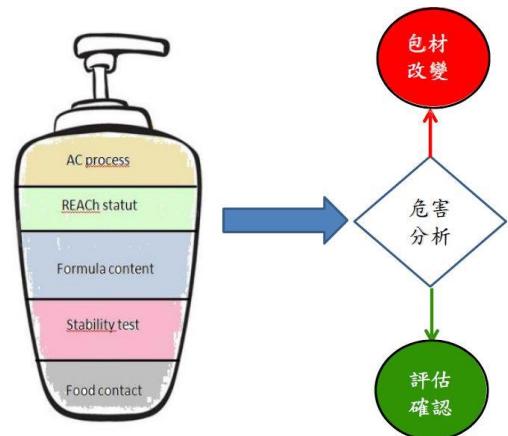 AC process
REACh statut
Formula content
Stability test
Food contact
包材
改變
危害
分析
評估
確認